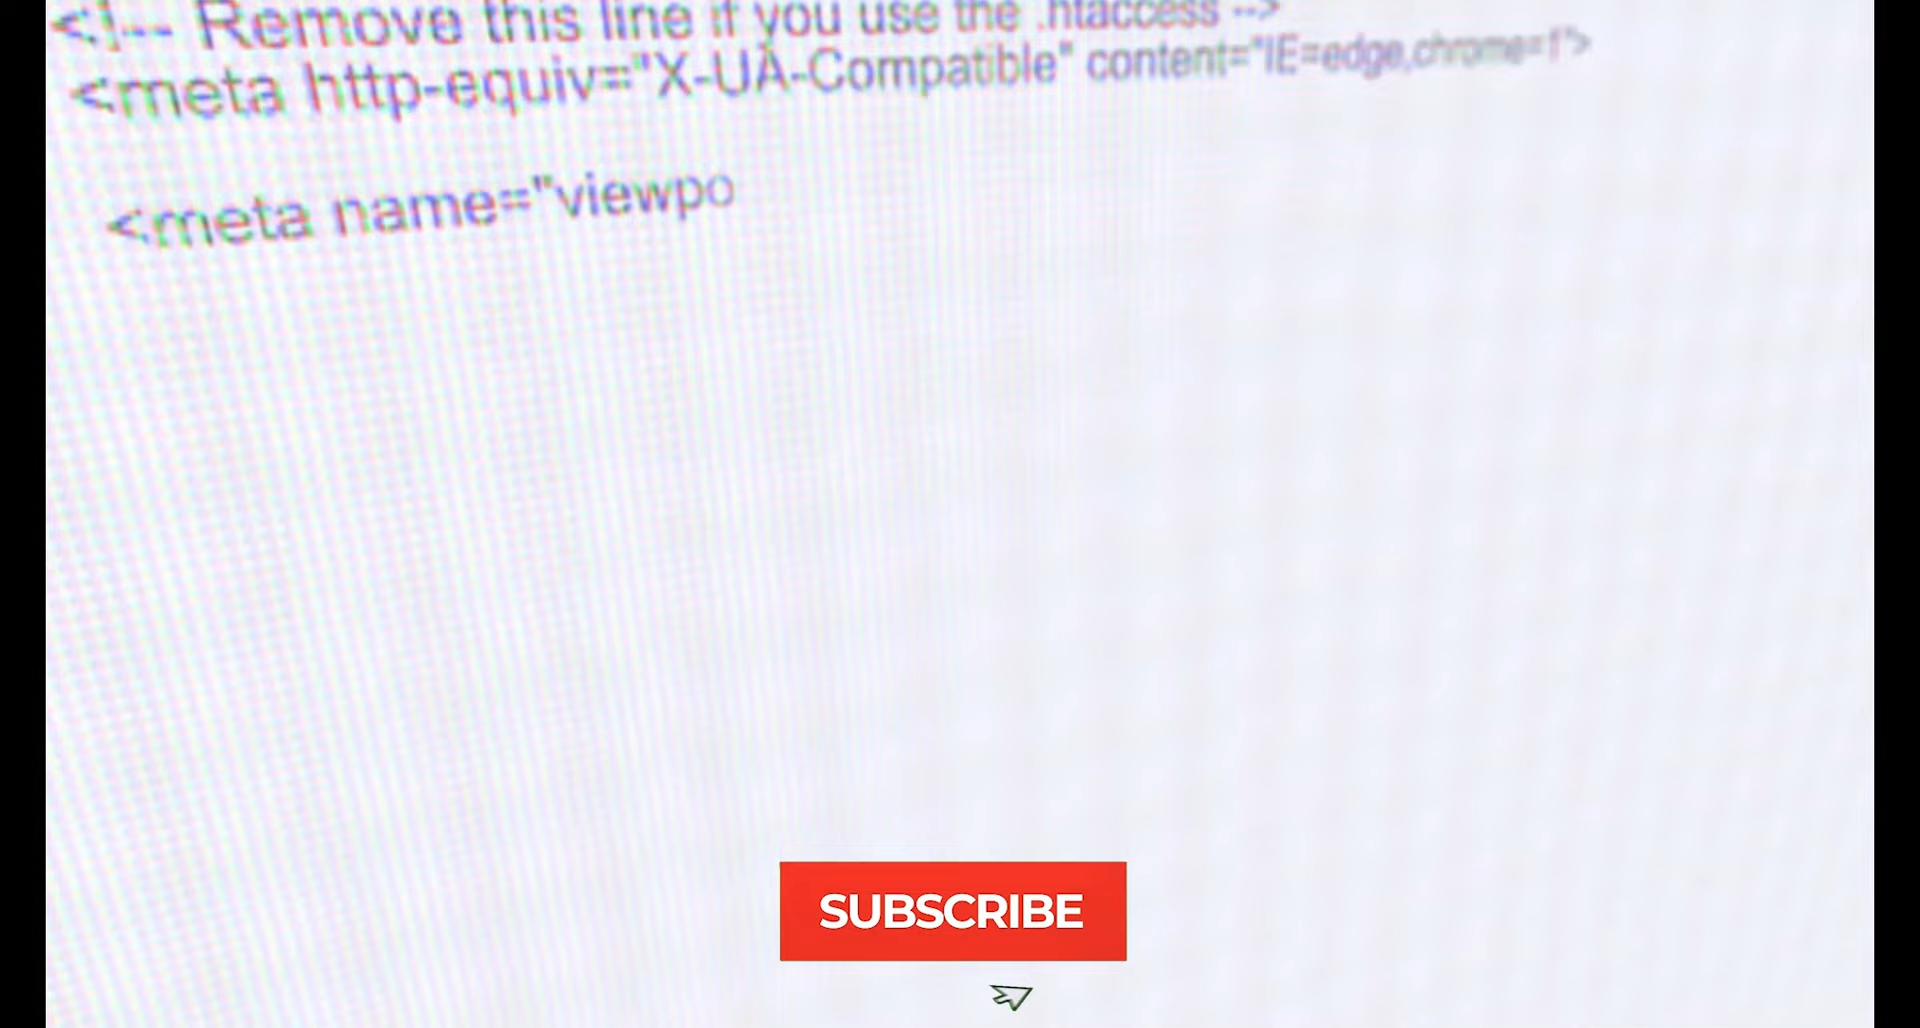 <!-- Remove this line if you use the .htaccess -->
<meta http-equiv="X-UA-Compatible" content="IE=edge,chrome=1">
<meta name="viewpo
SUBSCRIBE